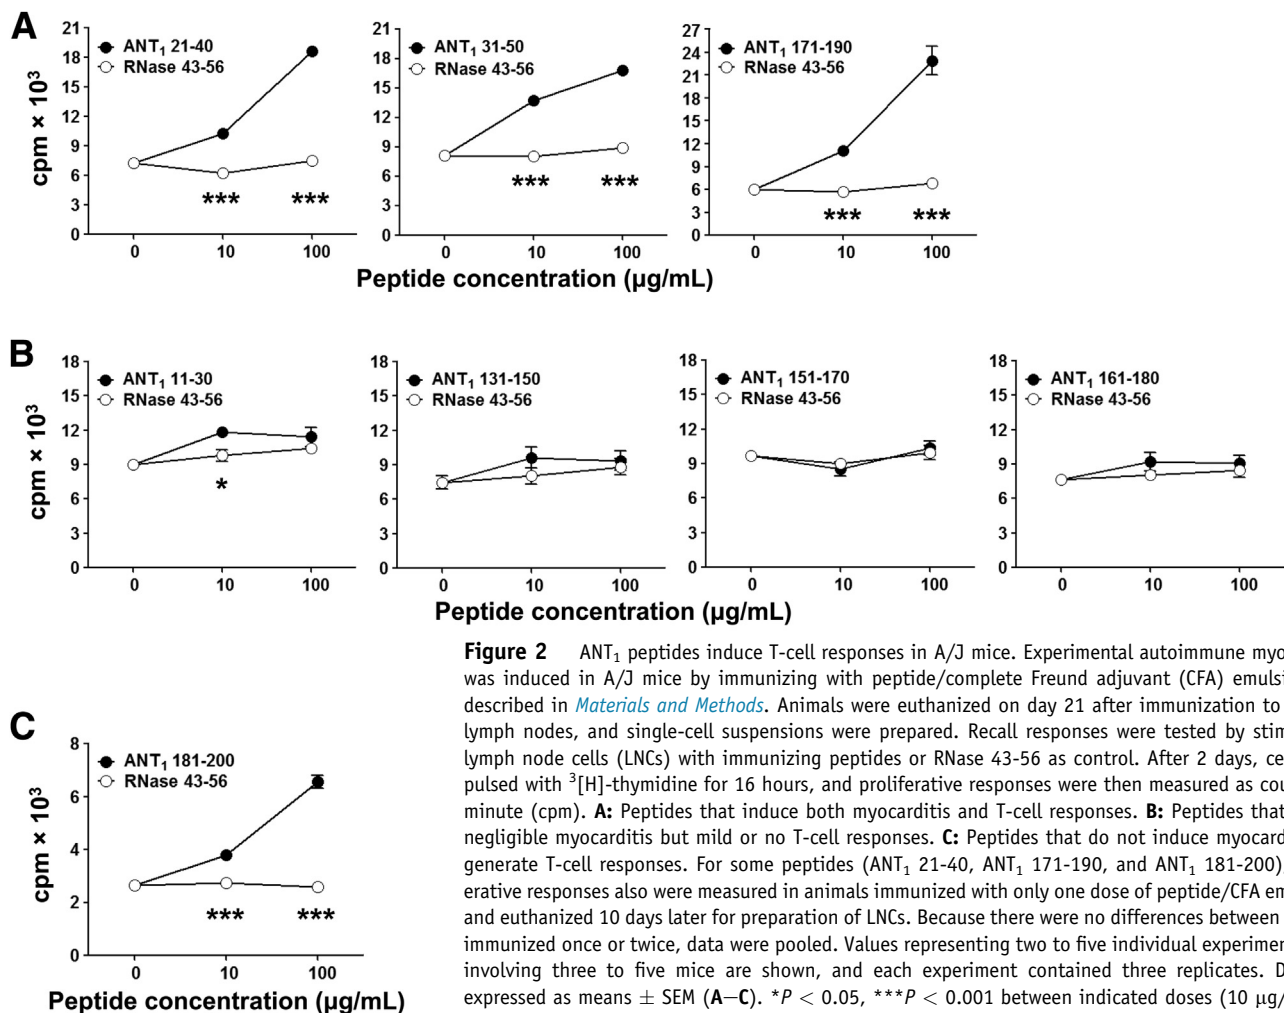 A
21
18
15
12
9
6
3
0
ANT₁ 21-40
RNase 43-56
cpm × 10³
*** ***
0 10 100
21
18
15
12
9
6
3
0
ANT₁ 31-50
RNase 43-56
*** ***
0 10 100
27
24
21
18
15
12
9
6
3
0
ANT₁ 171-190
RNase 43-56
*** ***
0 10 100
Peptide concentration (µg/mL)
B
18
15
12
9
6
3
0
ANT₁ 11-30
RNase 43-56
cpm × 10³
*
0 10 100
18
15
12
9
6
3
0
ANT₁ 131-150
RNase 43-56
0 10 100
18
15
12
9
6
3
0
ANT₁ 151-170
RNase 43-56
0 10 100
18
15
12
9
6
3
0
ANT₁ 161-180
RNase 43-56
0 10 100
Peptide concentration (µg/mL)
C
8
6
4
2
0
ANT₁ 181-200
RNase 43-56
cpm × 10³
*** ***
0 10 100
Peptide concentration (µg/mL)
Figure 2 ANT₁ peptides induce T-cell responses in A/J mice. Experimental autoimmune myo
was induced in A/J mice by immunizing with peptide/complete Freund adjuvant (CFA) emulsi
described in Materials and Methods. Animals were euthanized on day 21 after immunization to
lymph nodes, and single-cell suspensions were prepared. Recall responses were tested by stim
lymph node cells (LNCs) with immunizing peptides or RNase 43-56 as control. After 2 days, ce
pulsed with ³[H]-thymidine for 16 hours, and proliferative responses were then measured as cou
minute (cpm). A: Peptides that induce both myocarditis and T-cell responses. B: Peptides that
negligible myocarditis but mild or no T-cell responses. C: Peptides that do not induce myocard
generate T-cell responses. For some peptides (ANT₁ 21-40, ANT₁ 171-190, and ANT₁ 181-200)
erative responses also were measured in animals immunized with only one dose of peptide/CFA em
and euthanized 10 days later for preparation of LNCs. Because there were no differences between
immunized once or twice, data were pooled. Values representing two to five individual experimen
involving three to five mice are shown, and each experiment contained three replicates. D
expressed as means ± SEM (A–C). *P < 0.05, ***P < 0.001 between indicated doses (10 µg/